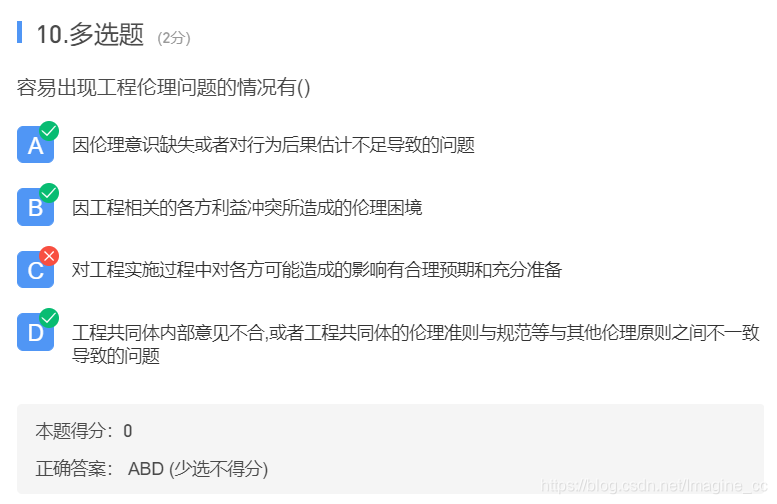 10.多选题 (2分)
容易出现工程伦理问题的情况有()
A 因伦理意识缺失或者对行为后果估计不足导致的问题
B 因工程相关的各方利益冲突所造成的伦理困境
C 对工程实施过程中对各方可能造成的影响有合理预期和充分准备
D 工程共同体内部意见不合,或者工程共同体的伦理准则与规范等与其他伦理原则之间不一致
导致的问题
本题得分： 0
正确答案： ABD (少选不得分)
https://blog.csdn.net/Imagine_cc